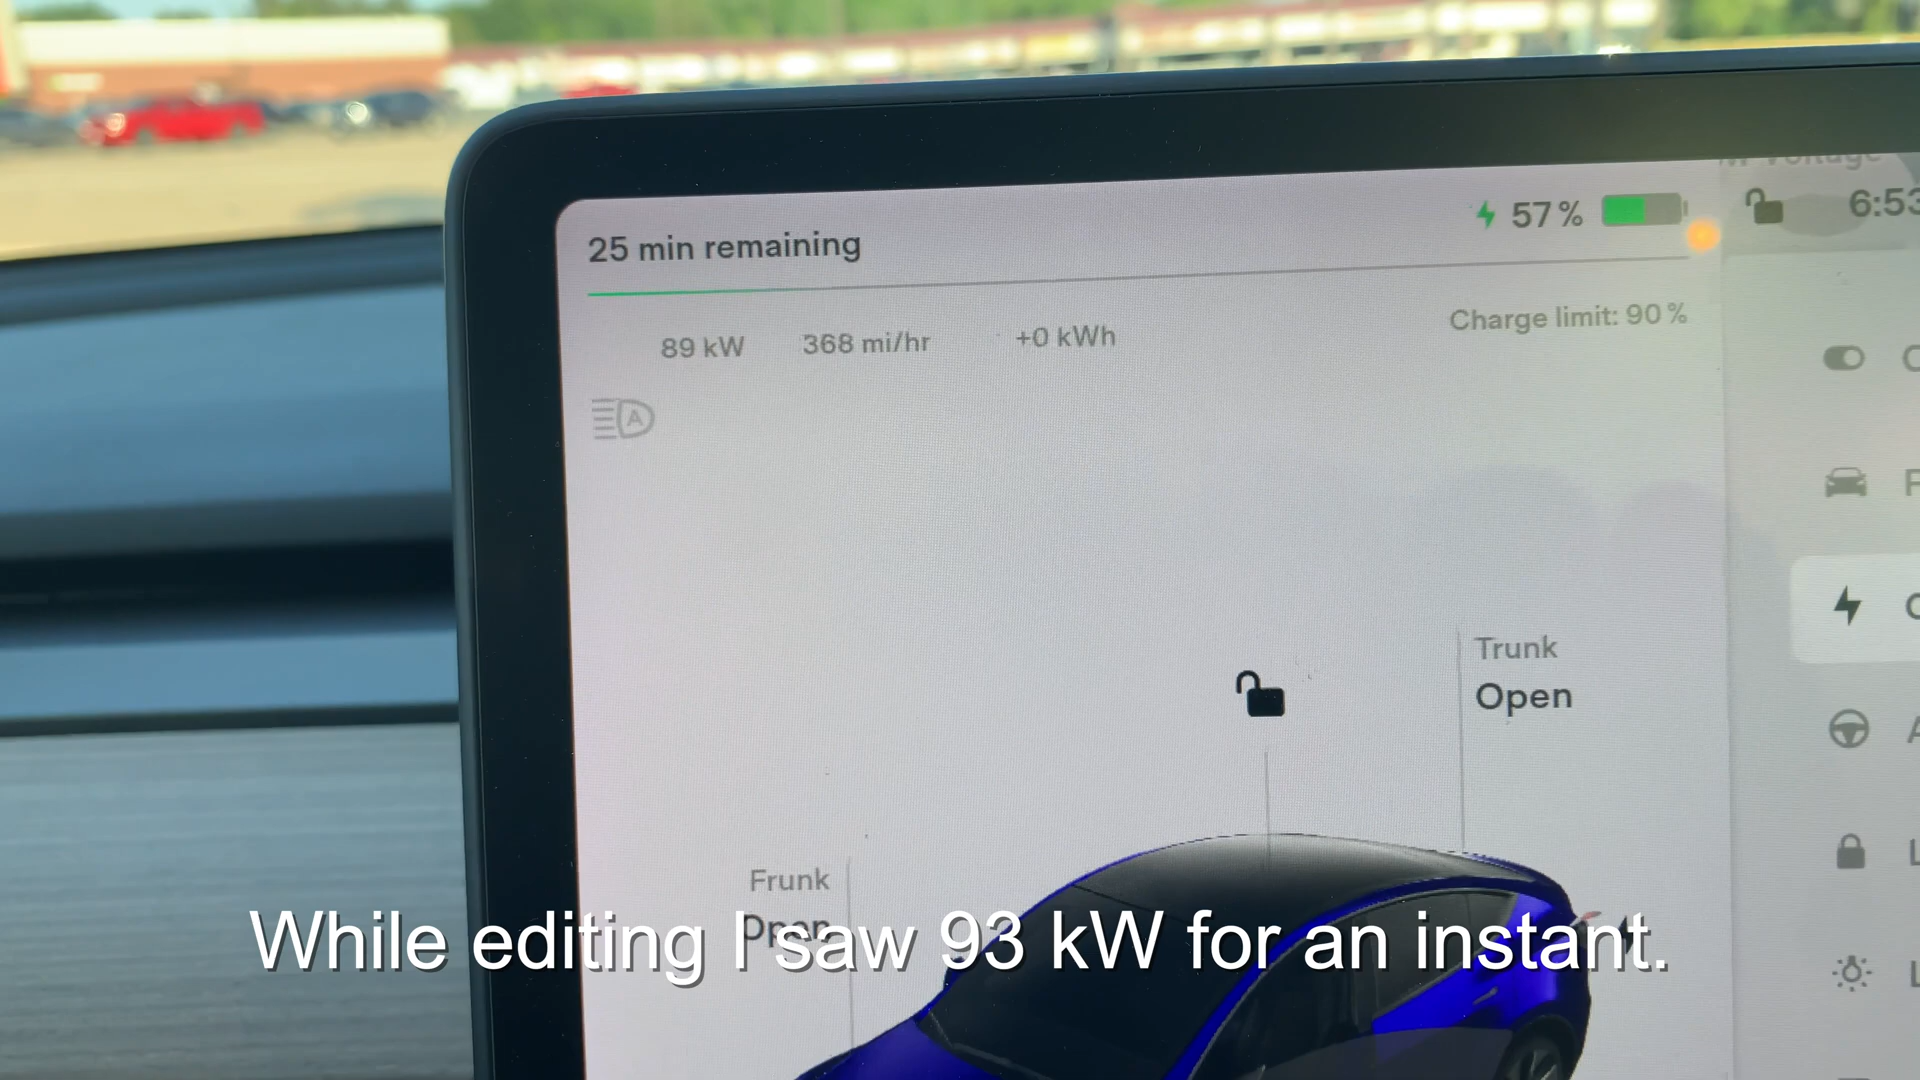 57 %
6:53
25 min remaining
Charge limit: 90 %
89 kW 368 mi/hr +0 kWh
A
Trunk
Open
Frunk
Open
While editing I saw 93 kW for an instant.